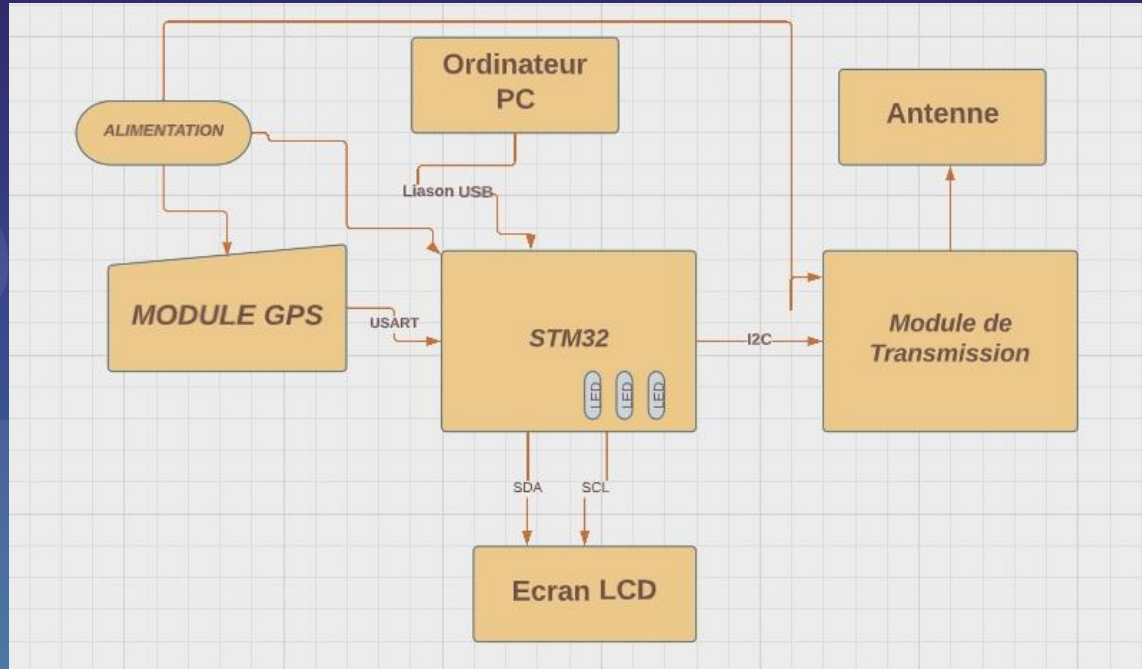 Ordinateur
PC
Antenne
ALIMENTATION
Liason USB
MODULE GPS
USART
STM32
I2C
Module de
Transmission
LED LED LED
SDA SCL
Ecran LCD